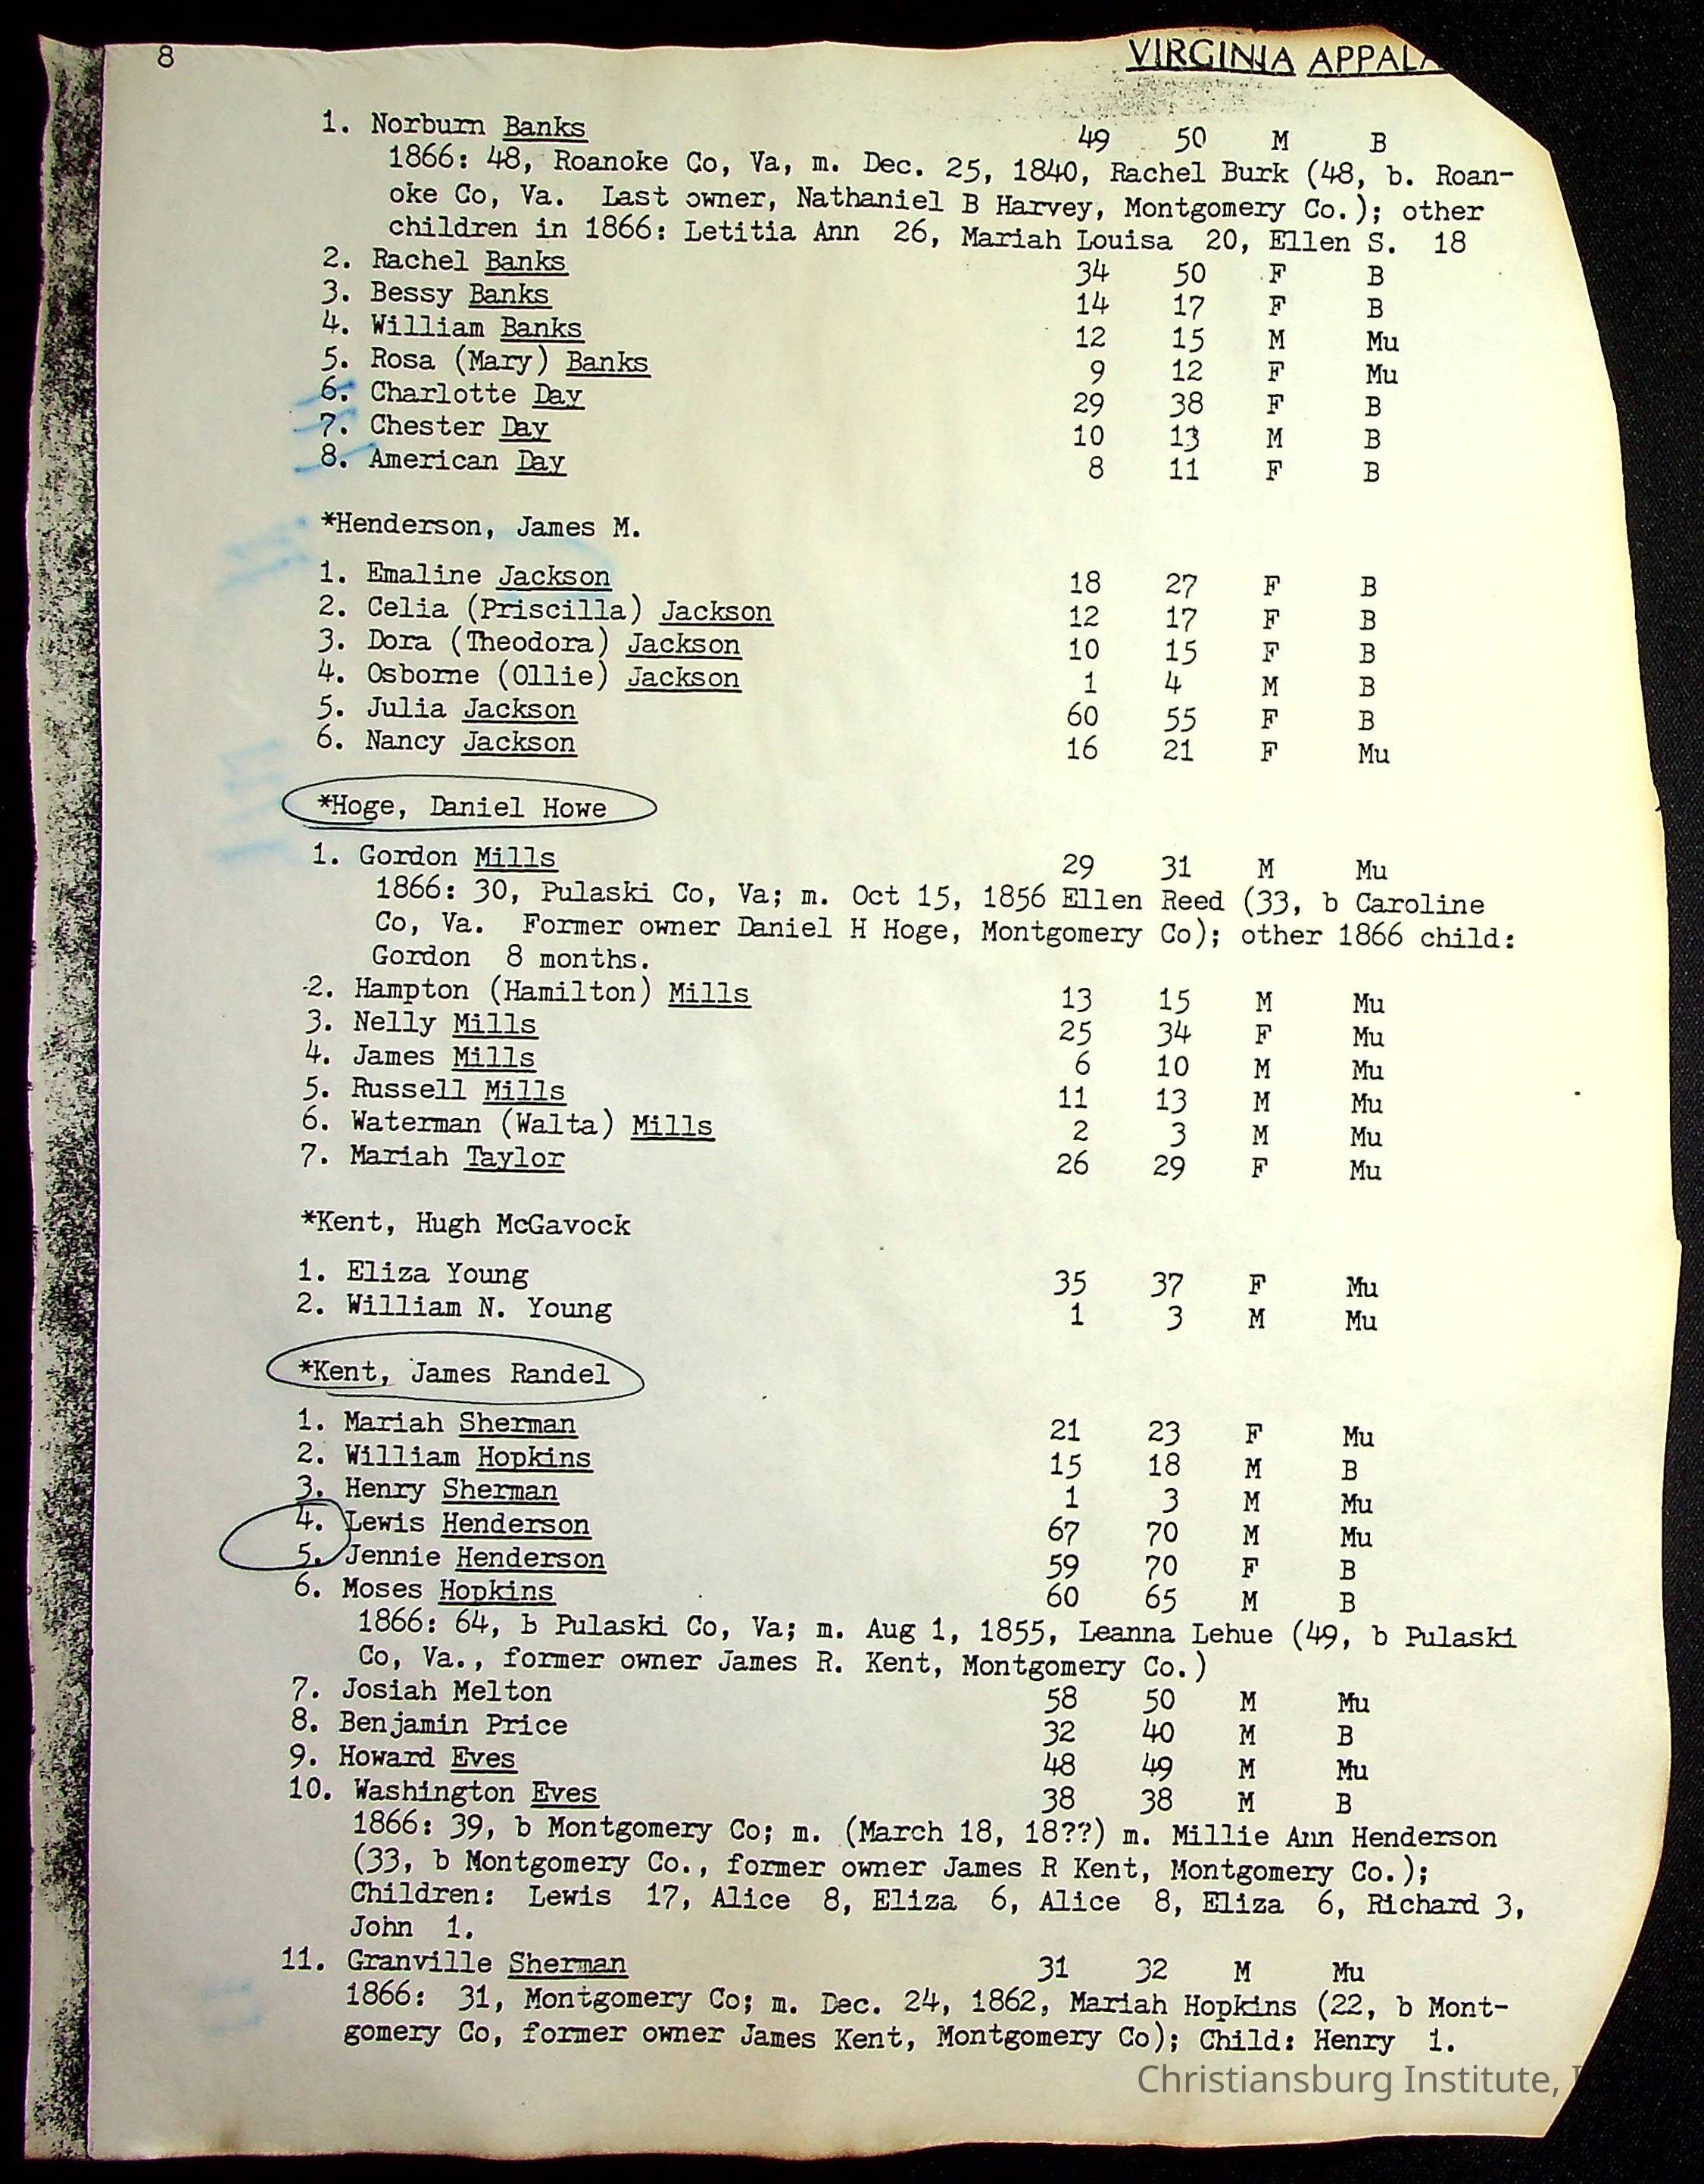 8
VIRGINIA
1. Norburn Banks 49 50 M B
1866: 48, Roanoke Co, Va, m. Dec. 25, 1840, Rachel Burk (48, b. Roan-
oke Co, Va. Last owner, Nathaniel B Harvey, Montgomery Co.); other
children in 1866: Letitia Ann 26, Mariah Louisa 20, Ellen S. 18
2. Rachel Banks 34 50 F B
3. Bessy Banks 14 17 F B
4. William Banks 12 15 M Mu
5. Rosa (Mary) Banks 9 12 F Mu
6. Charlotte Day 29 38 F B
7. Chester Day 10 13 M B
8. American Day 8 11 F B
*Henderson, James M.
1. Emaline Jackson 18 27 F B
2. Celia (Priscilla) Jackson 12 17 F B
3. Dora (Theodora) Jackson 10 15 F B
4. Osborne (Ollie) Jackson 1 4 M B
5. Julia Jackson 60 55 F B
6. Nancy Jackson 16 21 F Mu
*Hoge, Daniel Howe
1. Gordon Mills 29 31 M Mu
1866: 30, Pulaski Co, Va; m. Oct 15, 1856 Ellen Reed (33, b Caroline
Co, Va. Former owner Daniel H Hoge, Montgomery Co); other 1866 child:
Gordon 8 months.
2. Hampton (Hamilton) Mills 13 15 M Mu
3. Nelly Mills 25 34 F Mu
4. James Mills 6 10 M Mu
5. Russell Mills 11 13 M Mu
6. Waterman (Walta) Mills 2 3 M Mu
7. Mariah Taylor 26 29 F Mu
*Kent, Hugh McGavock
1. Eliza Young 35 37 F Mu
2. William N. Young 1 3 M Mu
*Kent, James Randel
1. Mariah Sherman 21 23 F Mu
2. William Hopkins 15 18 M B
3. Henry Sherman 1 3 M Mu
4. Lewis Henderson 67 70 M Mu
5. Jennie Henderson 59 70 F B
6. Moses Hopkins 60 65 M B
1866: 64, b Pulaski Co, Va; m. Aug 1, 1855, Leanna Lehue (49, b Pulaski
Co, Va., former owner James R. Kent, Montgomery Co.)
7. Josiah Melton 58 50 M Mu
8. Benjamin Price 32 40 M B
9. Howard Eves 48 49 M Mu
10. Washington Eves 38 38 M B
1866: 39, b Montgomery Co; m. (March 18, 18??) m. Millie Ann Henderson
(33, b Montgomery Co., former owner James R Kent, Montgomery Co.);
Children: Lewis 17, Alice 8, Eliza 6, Alice 8, Eliza 6, Richard 3,
John 1.
11. Granville Sherman 31 32 M Mu
1866: 31, Montgomery Co; m. Dec. 24, 1862, Mariah Hopkins (22, b Mont-
gomery Co, former owner James Kent, Montgomery Co); Child: Henry 1.
Christiansburg Institute,